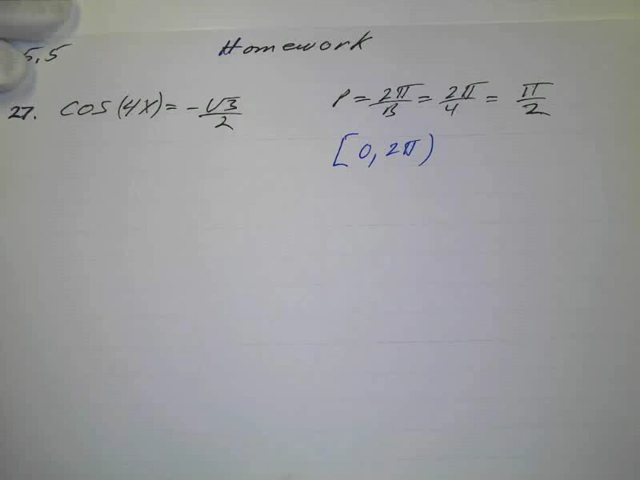 5.5 Homework
27. COS(4X) = -√3/2 P = 2π/B = 2π/4 = π/2
[0, 2π)